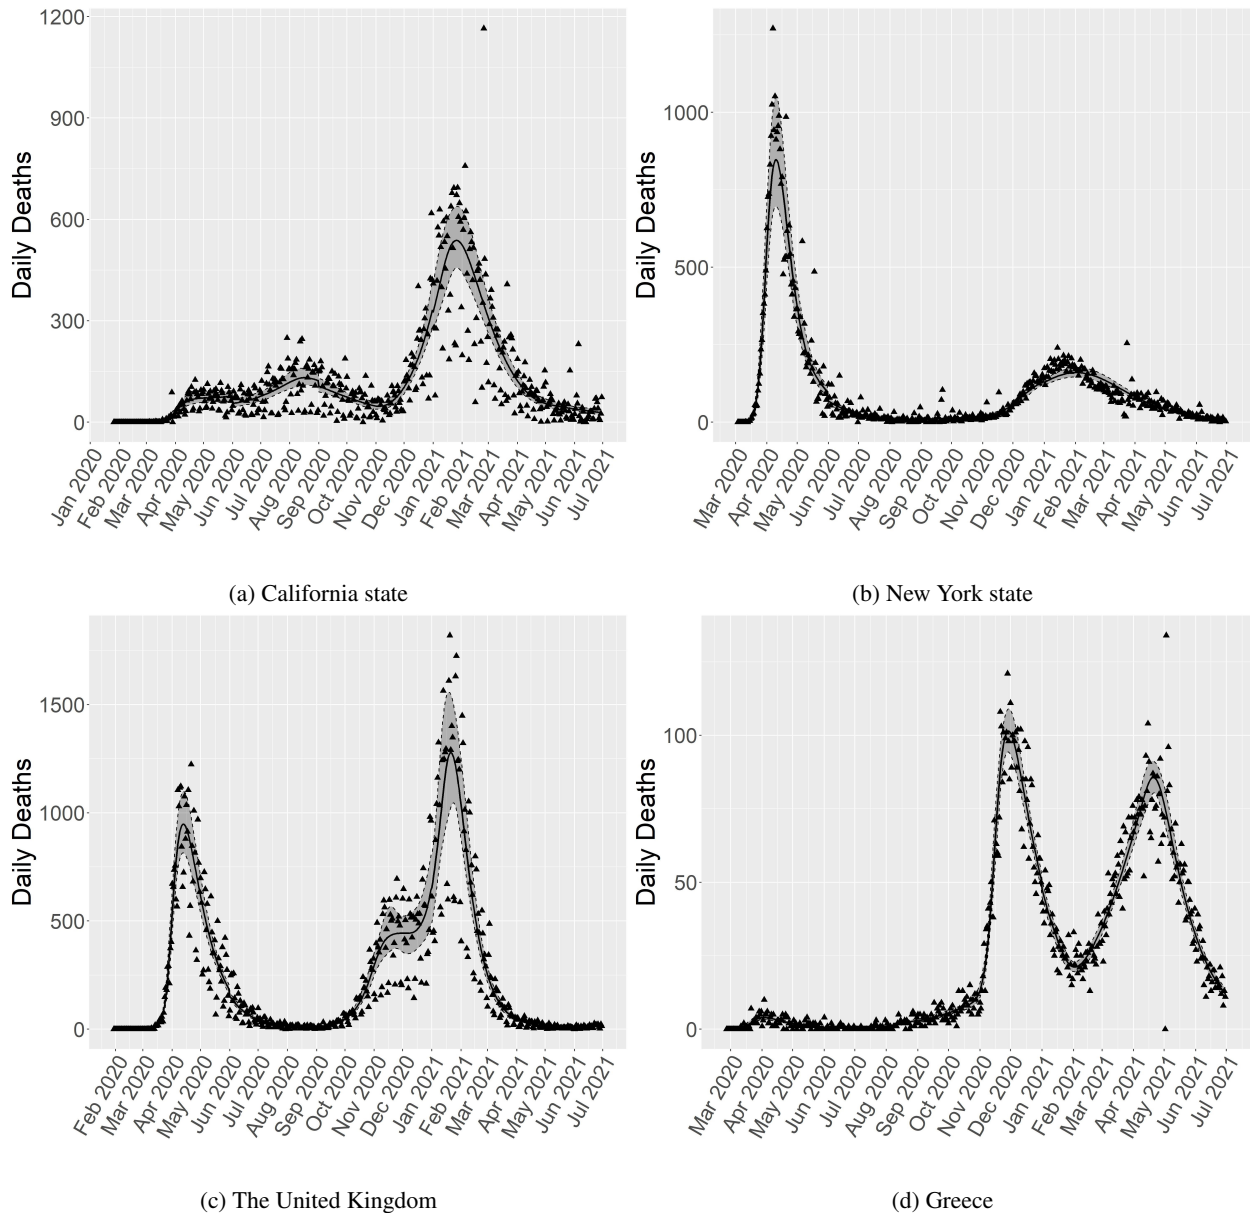 Daily Deaths
1200
900
600
300
0
Jan 2020
Feb 2020
Mar 2020
Apr 2020
May 2020
Jun 2020
Jul 2020
Aug 2020
Sep 2020
Oct 2020
Nov 2020
Dec 2020
Jan 2021
Feb 2021
Mar 2021
Apr 2021
May 2021
Jun 2021
Jul 2021
(a) California state
Daily Deaths
1000
500
0
Mar 2020
Apr 2020
May 2020
Jun 2020
Jul 2020
Aug 2020
Sep 2020
Oct 2020
Nov 2020
Dec 2020
Jan 2021
Feb 2021
Mar 2021
Apr 2021
May 2021
Jun 2021
Jul 2021
(b) New York state
Daily Deaths
1500
1000
500
0
Feb 2020
Mar 2020
Apr 2020
May 2020
Jun 2020
Jul 2020
Aug 2020
Sep 2020
Oct 2020
Nov 2020
Dec 2020
Jan 2021
Feb 2021
Mar 2021
Apr 2021
May 2021
Jun 2021
Jul 2021
(c) The United Kingdom
Daily Deaths
100
50
0
Mar 2020
Apr 2020
May 2020
Jun 2020
Jul 2020
Aug 2020
Sep 2020
Oct 2020
Nov 2020
Dec 2020
Jan 2021
Feb 2021
Mar 2021
Apr 2021
May 2021
Jun 2021
Jul 2021
(d) Greece